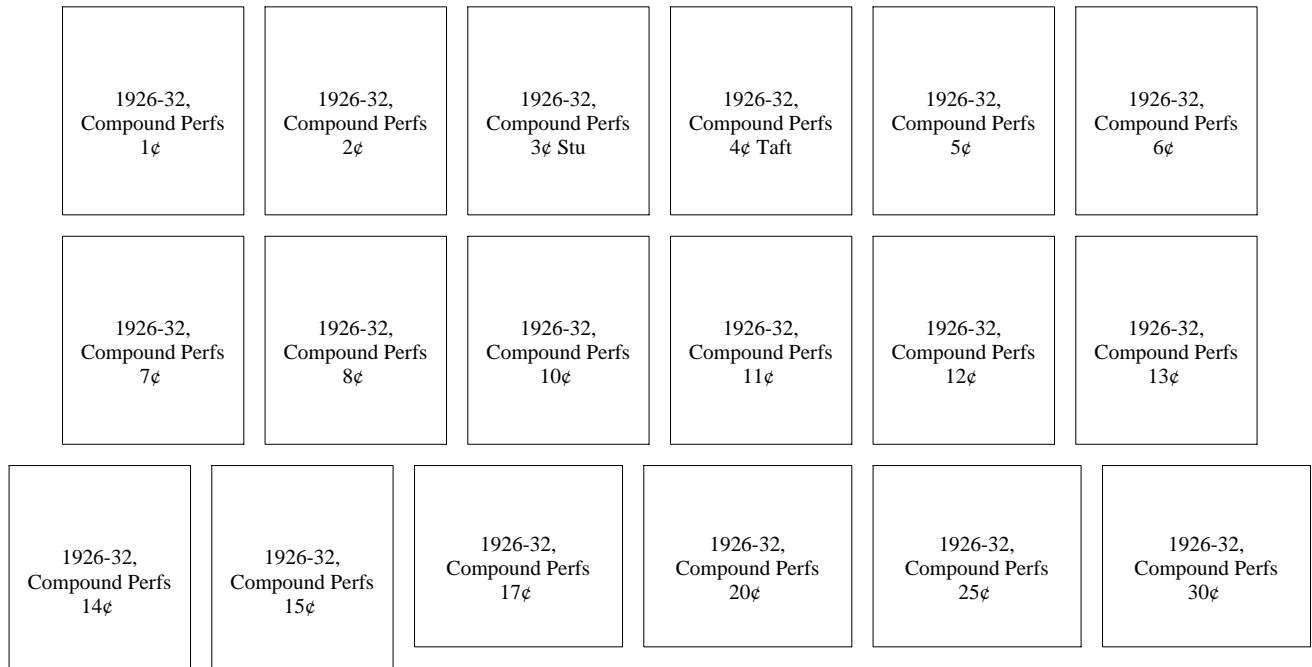 1926-32,
Compound Perfs
1¢
1926-32,
Compound Perfs
2¢
1926-32,
Compound Perfs
3¢ Stu
1926-32,
Compound Perfs
4¢ Taft
1926-32,
Compound Perfs
5¢
1926-32,
Compound Perfs
6¢
1926-32,
Compound Perfs
7¢
1926-32,
Compound Perfs
8¢
1926-32,
Compound Perfs
10¢
1926-32,
Compound Perfs
11¢
1926-32,
Compound Perfs
12¢
1926-32,
Compound Perfs
13¢
1926-32,
Compound Perfs
14¢
1926-32,
Compound Perfs
15¢
1926-32,
Compound Perfs
17¢
1926-32,
Compound Perfs
20¢
1926-32,
Compound Perfs
25¢
1926-32,
Compound Perfs
30¢